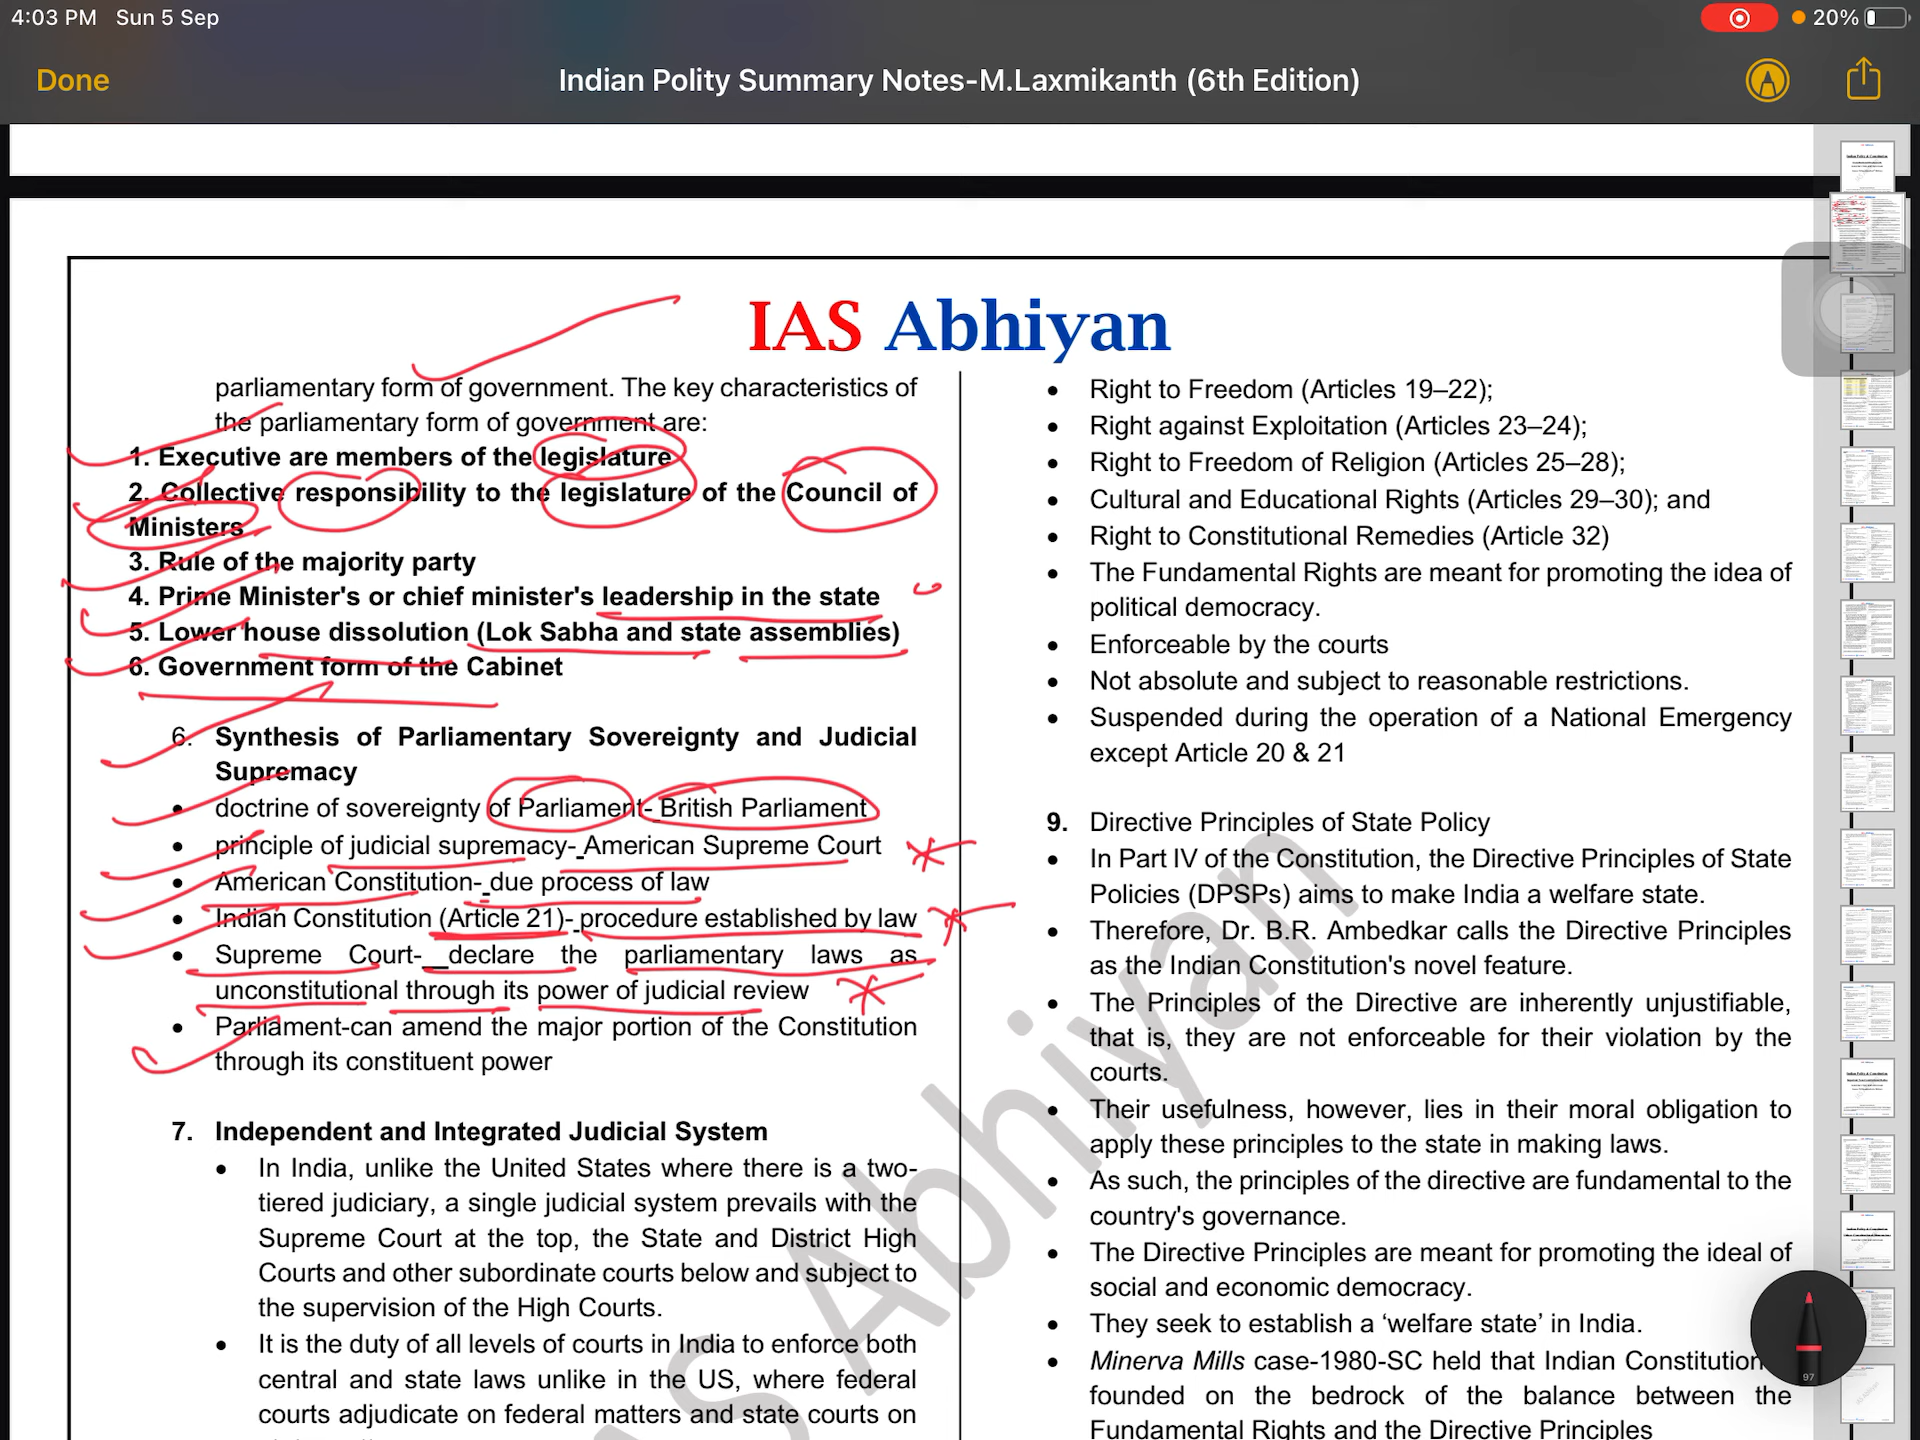 4:03 PM Sun 5 Sep
20%
Done
Indian Polity Summary Notes-M.Laxmikanth (6th Edition)
IAS Abhiyan
parliamentary form of government. The key characteristics of
the parliamentary form of government are:
1. Executive are members of the legislature
2. Collective responsibility to the legislature of the Council of
Ministers
3. Rule of the majority party
4. Prime Minister's or chief minister's leadership in the state
5. Lower house dissolution (Lok Sabha and state assemblies)
6. Government form of the Cabinet
6. Synthesis of Parliamentary Sovereignty and Judicial
Supremacy
• doctrine of sovereignty of Parliament- British Parliament
• principle of judicial supremacy- American Supreme Court
• American Constitution- due process of law
• Indian Constitution (Article 21)- procedure established by law
• Supreme Court- declare the parliamentary laws as
unconstitutional through its power of judicial review
• Parliament-can amend the major portion of the Constitution
through its constituent power
7. Independent and Integrated Judicial System
• In India, unlike the United States where there is a two-
tiered judiciary, a single judicial system prevails with the
Supreme Court at the top, the State and District High
Courts and other subordinate courts below and subject to
the supervision of the High Courts.
• It is the duty of all levels of courts in India to enforce both
central and state laws unlike in the US, where federal
courts adjudicate on federal matters and state courts on
• Right to Freedom (Articles 19–22);
• Right against Exploitation (Articles 23–24);
• Right to Freedom of Religion (Articles 25–28);
• Cultural and Educational Rights (Articles 29–30); and
• Right to Constitutional Remedies (Article 32)
• The Fundamental Rights are meant for promoting the idea of
political democracy.
• Enforceable by the courts
• Not absolute and subject to reasonable restrictions.
• Suspended during the operation of a National Emergency
except Article 20 & 21
9. Directive Principles of State Policy
• In Part IV of the Constitution, the Directive Principles of State
Policies (DPSPs) aims to make India a welfare state.
• Therefore, Dr. B.R. Ambedkar calls the Directive Principles
as the Indian Constitution's novel feature.
• The Principles of the Directive are inherently unjustifiable,
that is, they are not enforceable for their violation by the
courts.
• Their usefulness, however, lies in their moral obligation to
apply these principles to the state in making laws.
• As such, the principles of the directive are fundamental to the
country's governance.
• The Directive Principles are meant for promoting the ideal of
social and economic democracy.
• They seek to establish a ‘welfare state’ in India.
• Minerva Mills case-1980-SC held that Indian Constitution
founded on the bedrock of the balance between the
Fundamental Rights and the Directive Principles
S Abhiyan
97